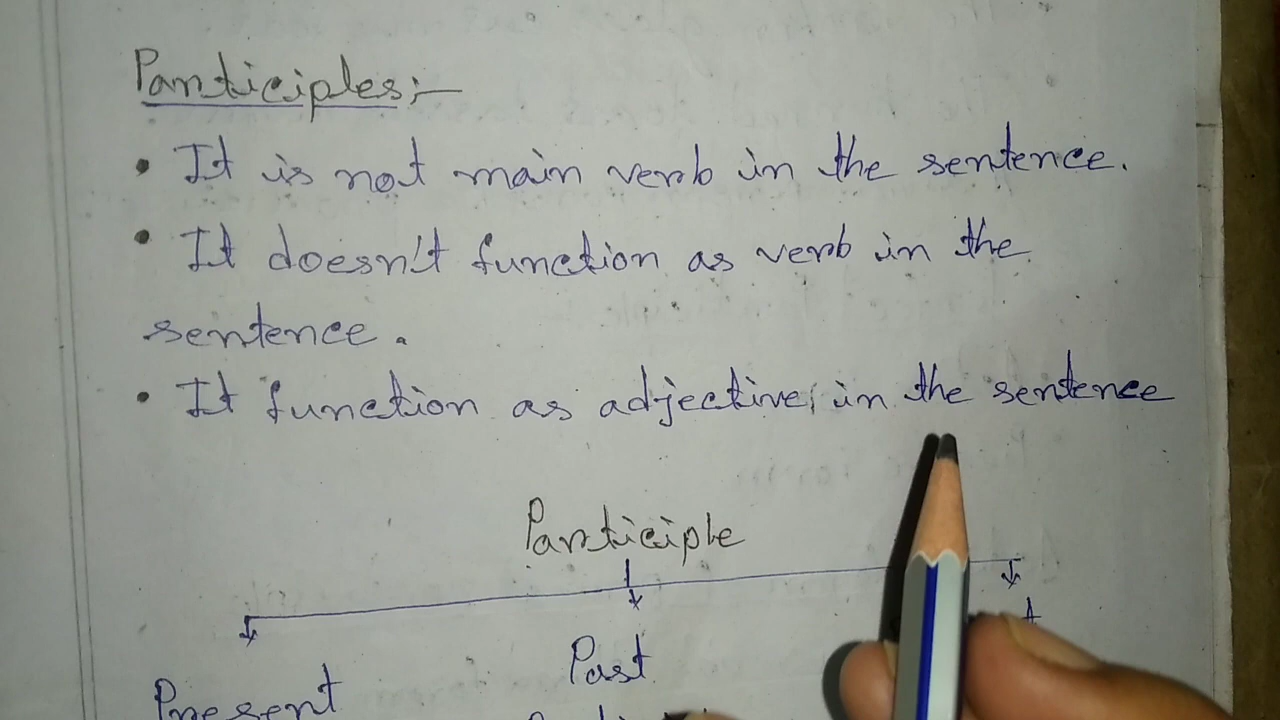 Participles:-
• It is not main verb in the sentence.
• It doesn't function as verb in the
sentence.
• It function as adjective, in the sentence
Participle
Past
Present